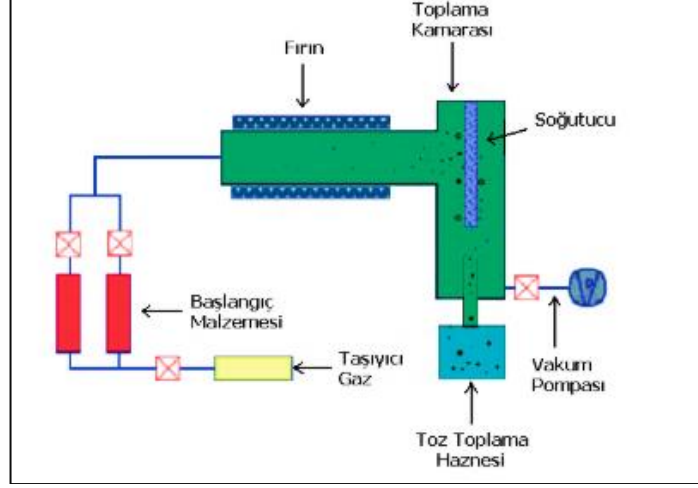 Toplama
Kamarası
Fırın
Soğutucu
Başlangıç
Malzemesi
Taşıyıcı
Gaz
Vakum
Pompası
Toz Toplama
Haznesi